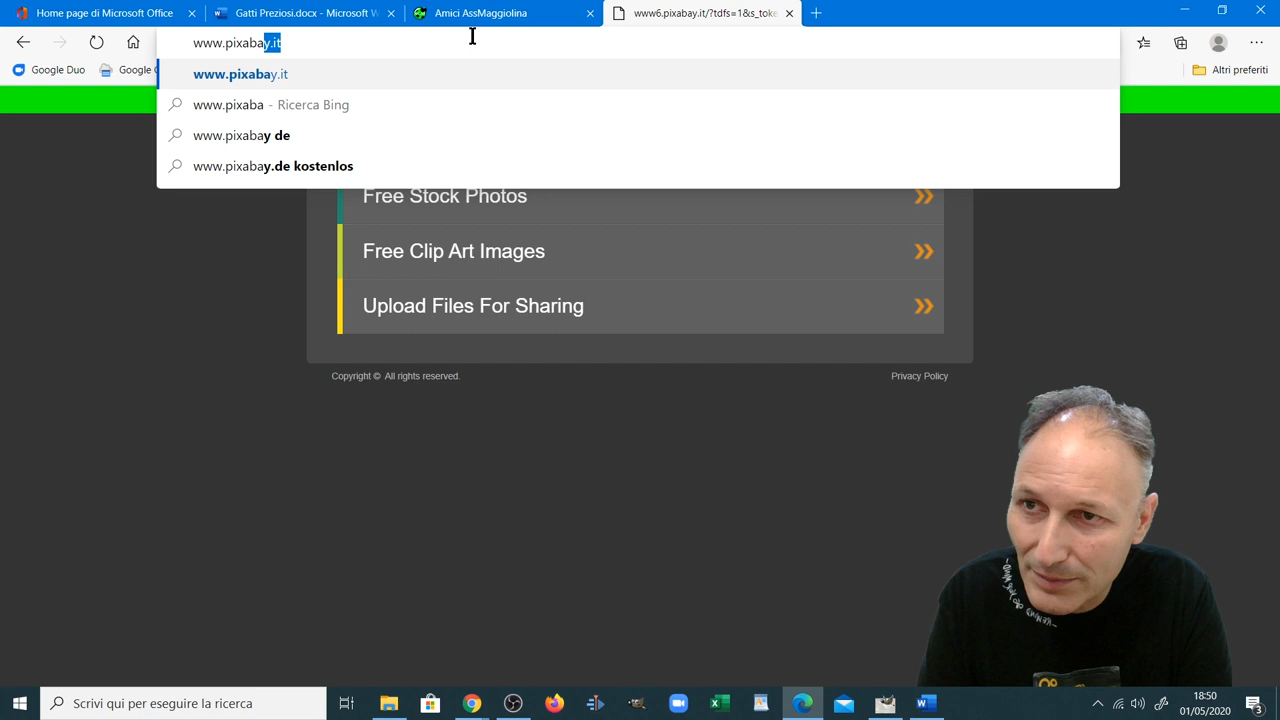 Home page di Microsoft Office
Gatti Preziosi.docx - Microsoft W
Amici AssMaggiolina
www6.pixabay.it/?tdfs=1&s_toke
www.pixabay.it
Google Duo
Google C
Altri preferiti
www.pixabay.it
www.pixaba - Ricerca Bing
www.pixabay de
www.pixabay.de kostenlos
Free Stock Photos
Free Clip Art Images
Upload Files For Sharing
Copyright © All rights reserved.
Privacy Policy
Scrivi qui per eseguire la ricerca
18:50
01/05/2020
3